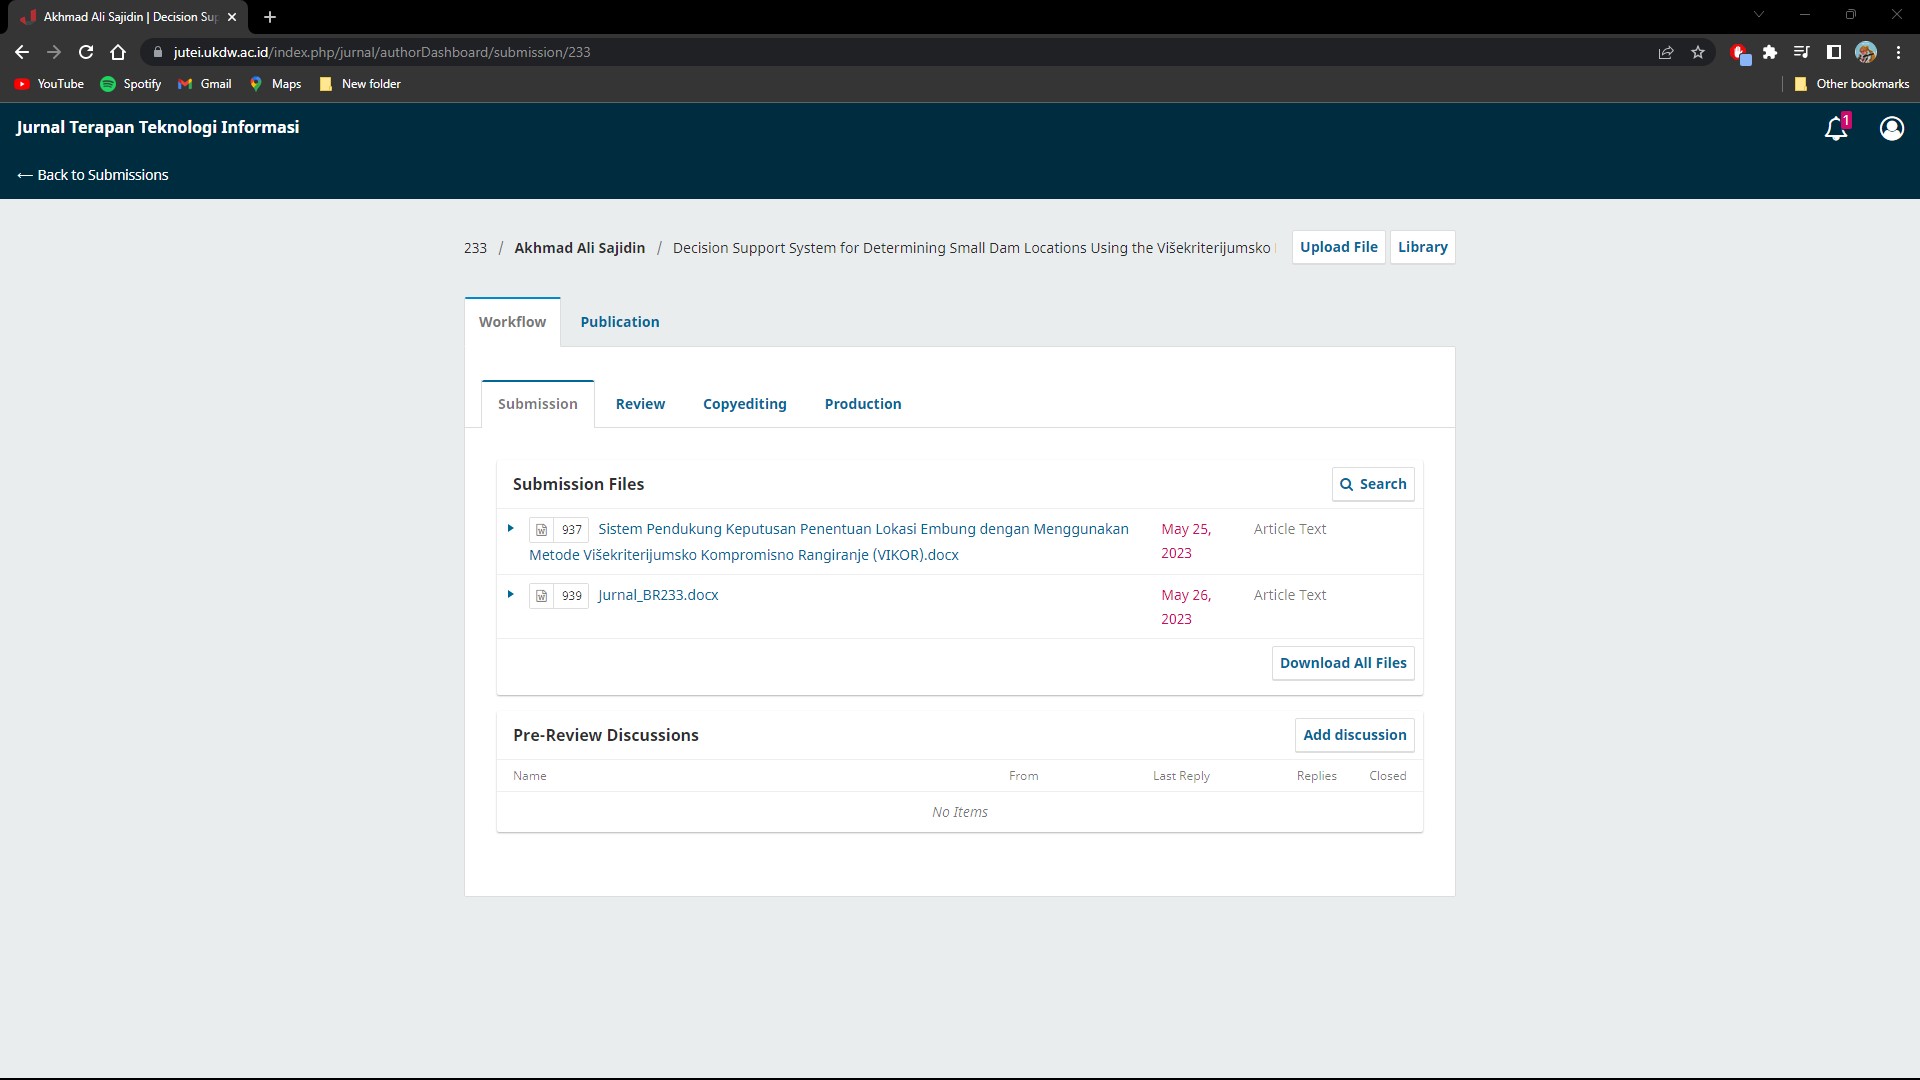 Akhmad Ali Sajidin | Decision Sup
jutei.ukdw.ac.id/index.php/jurnal/authorDashboard/submission/233
YouTube Spotify Gmail Maps New folder Other bookmarks
Jurnal Terapan Teknologi Informasi
1
← Back to Submissions
233 / Akhmad Ali Sajidin / Decision Support System for Determining Small Dam Locations Using the Višekriterijumsko
Upload File Library
Workflow Publication
Submission Review Copyediting Production
Submission Files Search
937 Sistem Pendukung Keputusan Penentuan Lokasi Embung dengan Menggunakan May 25, Article Text
Metode Višekriterijumsko Kompromisno Rangiranje (VIKOR).docx 2023
939 Jurnal_BR233.docx May 26, Article Text
2023
Download All Files
Pre-Review Discussions Add discussion
Name From Last Reply Replies Closed
No Items